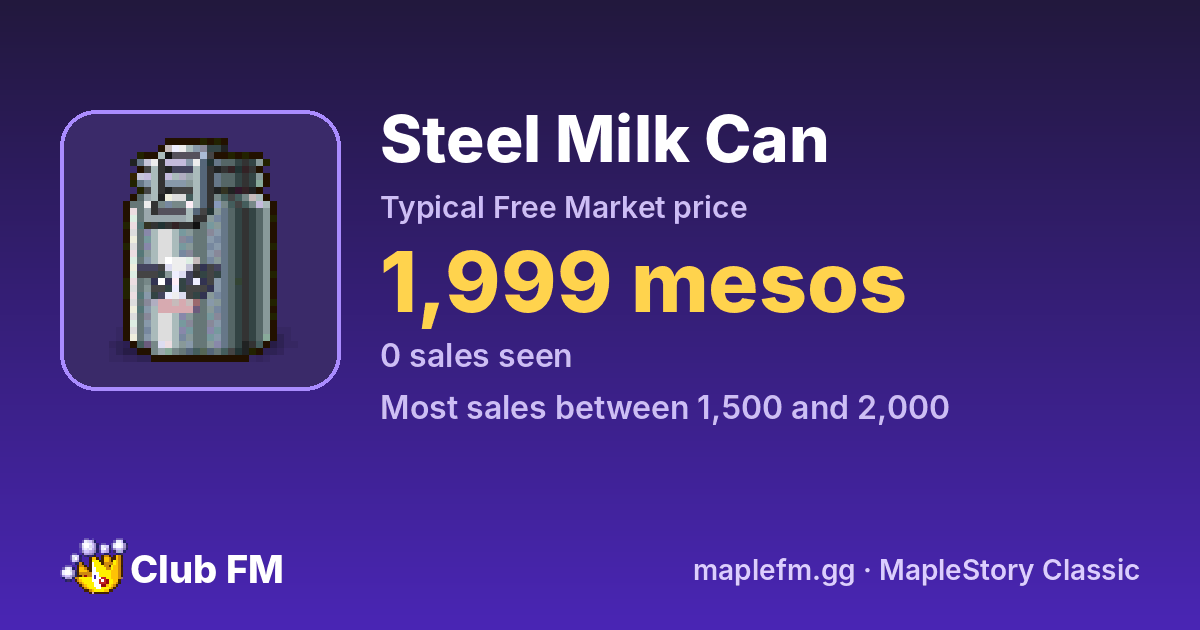 Steel Milk Can
Typical Free Market price
1,999 mesos
0 sales seen
Most sales between 1,500 and 2,000
Club FM
maplefm.gg · MapleStory Classic